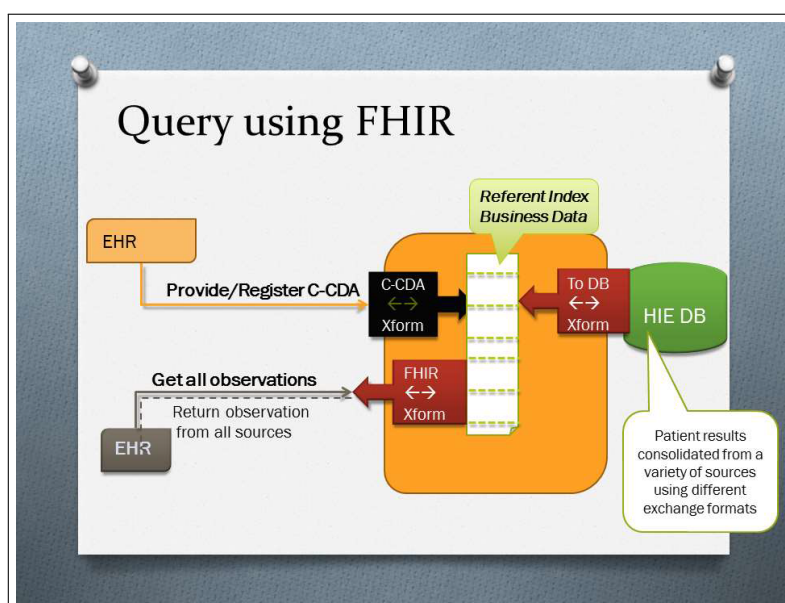 Query using FHIR
Referent Index
Business Data
EHR
Provide/Register C-CDA
C-CDA
←→
Xform
To DB
←→
Xform
HIE DB
Get all observations
FHIR
←→
Xform
Return observation
from all sources
EHR
Patient results
consolidated from a
variety of sources
using different
exchange formats